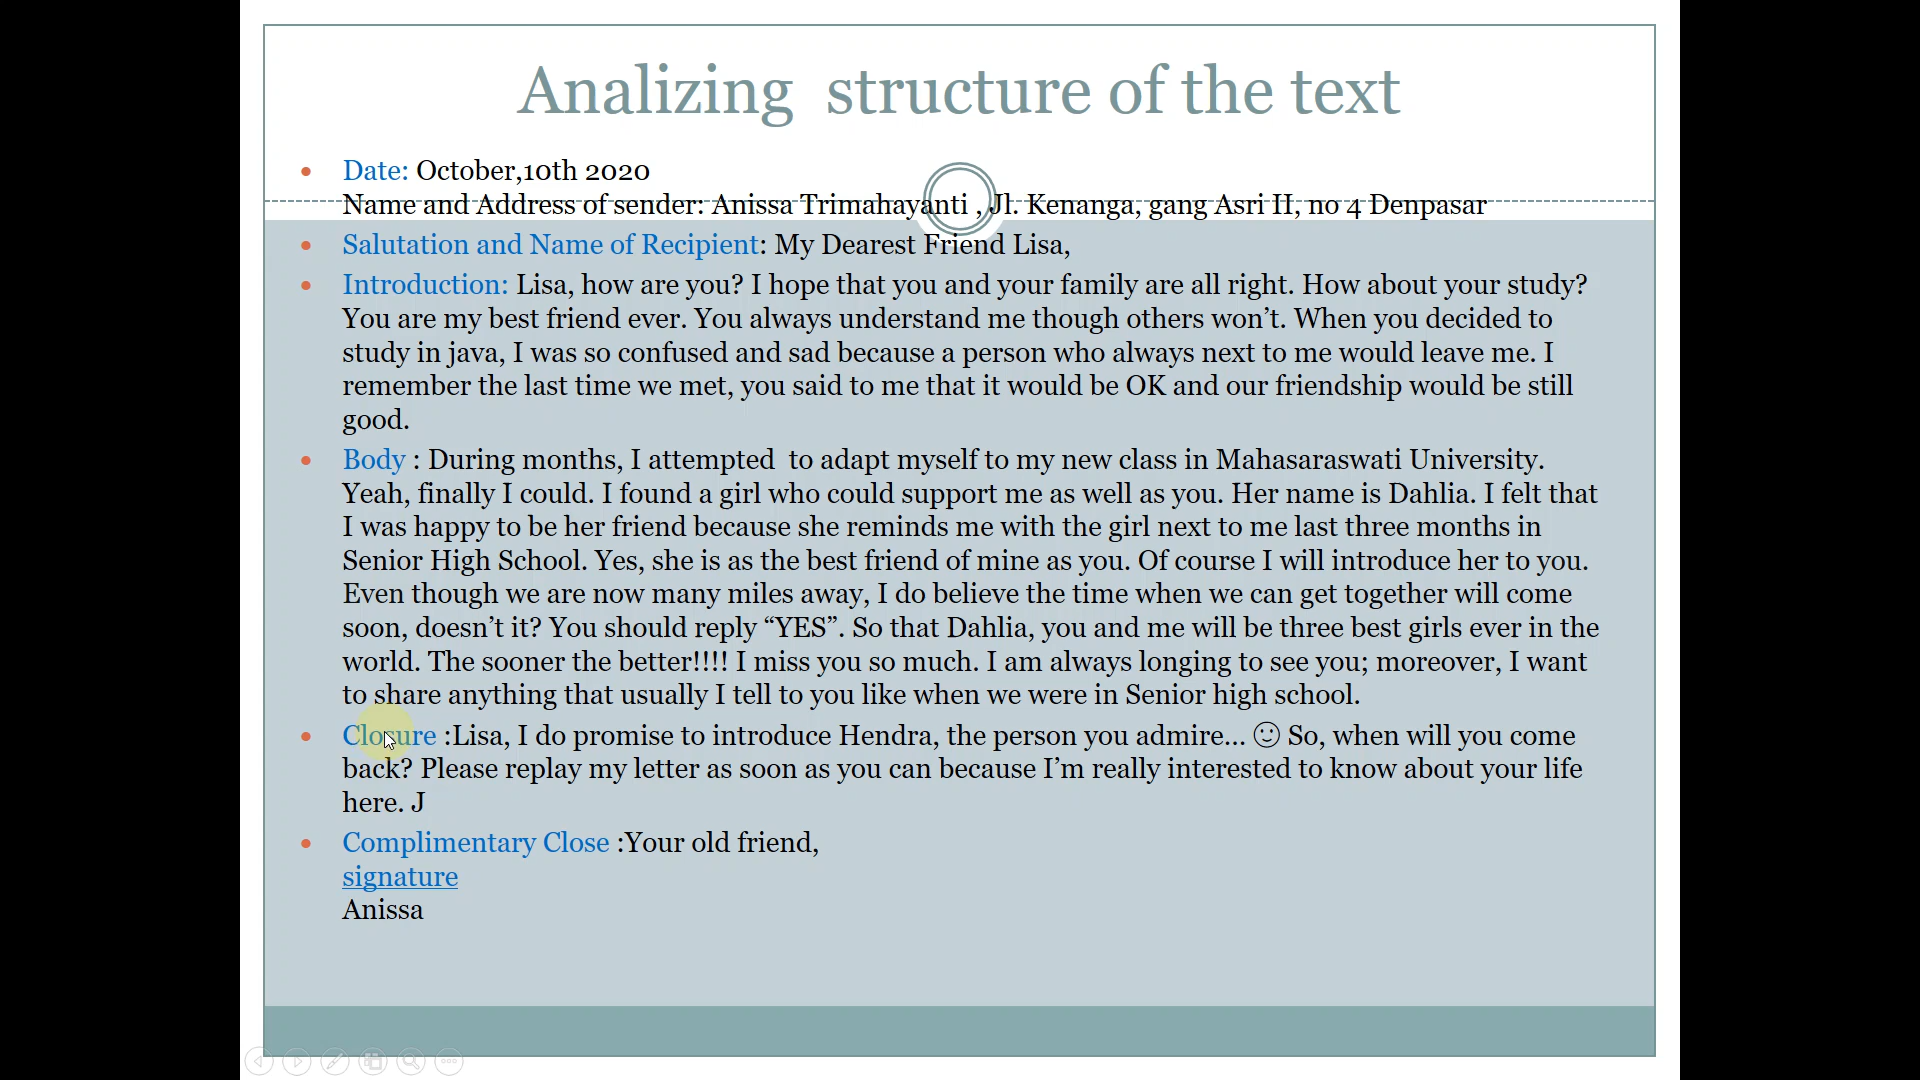 Analizing structure of the text
Date: October,10th 2020
Name and Address of sender: Anissa Trimahayanti , Jl. Kenanga, gang Asri II, no 4 Denpasar
Salutation and Name of Recipient: My Dearest Friend Lisa,
Introduction: Lisa, how are you? I hope that you and your family are all right. How about your study?
You are my best friend ever. You always understand me though others won’t. When you decided to
study in java, I was so confused and sad because a person who always next to me would leave me. I
remember the last time we met, you said to me that it would be OK and our friendship would be still
good.
Body : During months, I attempted  to adapt myself to my new class in Mahasaraswati University.
Yeah, finally I could. I found a girl who could support me as well as you. Her name is Dahlia. I felt that
I was happy to be her friend because she reminds me with the girl next to me last three months in
Senior High School. Yes, she is as the best friend of mine as you. Of course I will introduce her to you.
Even though we are now many miles away, I do believe the time when we can get together will come
soon, doesn’t it? You should reply “YES”. So that Dahlia, you and me will be three best girls ever in the
world. The sooner the better!!!! I miss you so much. I am always longing to see you; moreover, I want
to share anything that usually I tell to you like when we were in Senior high school.
Closure :Lisa, I do promise to introduce Hendra, the person you admire… ☺ So, when will you come
back? Please replay my letter as soon as you can because I’m really interested to know about your life
here. J
Complimentary Close :Your old friend,
signature
Anissa